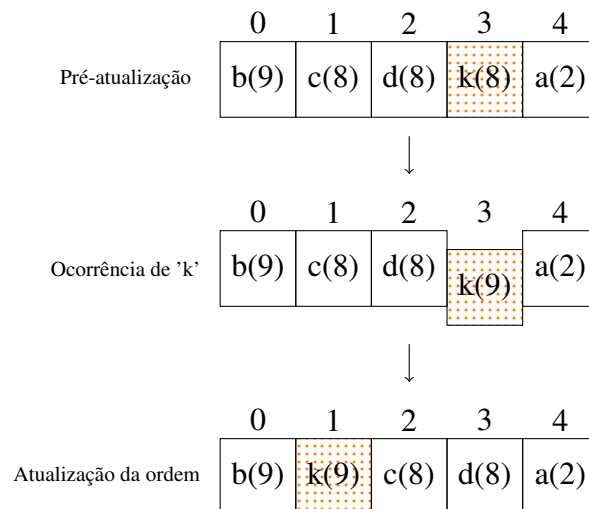 0 1 2 3 4
Pré-atualização b(9) c(8) d(8) k(8) a(2)
0 1 2 3 4
Ocorrência de ’k’ b(9) c(8) d(8) k(9) a(2)
0 1 2 3 4
Atualização da ordem b(9) k(9) c(8) d(8) a(2)